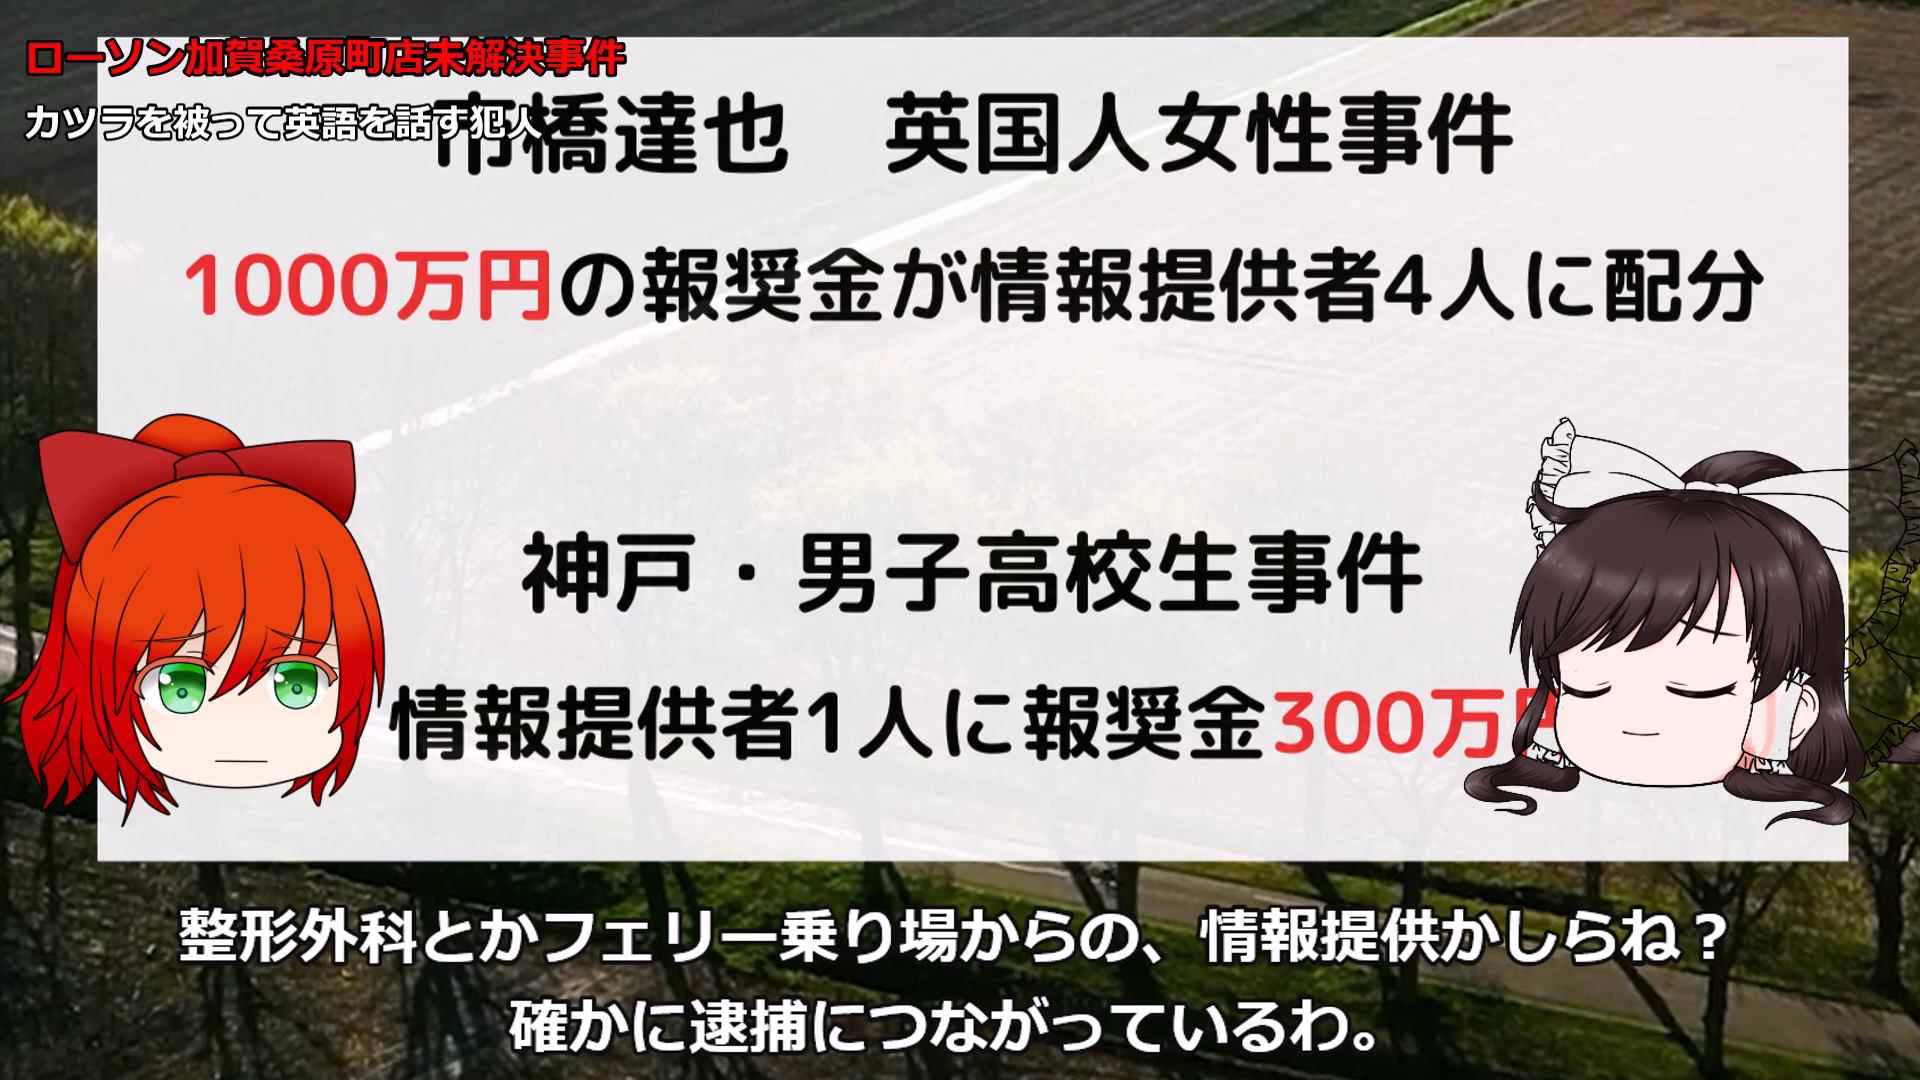 ローソン加賀桑原町店未解決事件
カツラを被って英語を話す犯人
市橋達也　英国人女性事件
1000万円の報奨金が情報提供者4人に配分
神戸・男子高校生事件
情報提供者1人に報奨金300万円
整形外科とかフェリー乗り場からの、情報提供かしらね？
確かに逮捕につながっているわ。